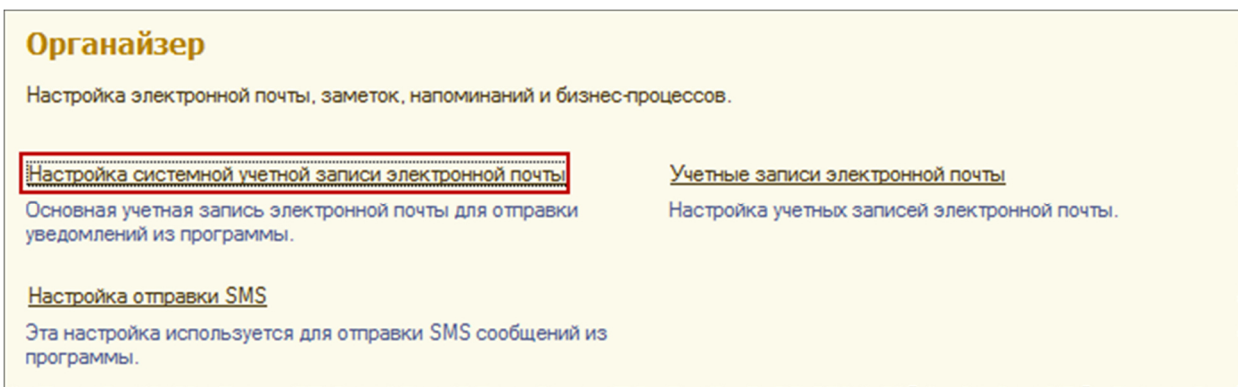 Органайзер
Настройка электронной почты, заметок, напоминаний и бизнес-процессов.
Настройка системной учетной записи электронной почты
Основная учетная запись электронной почты для отправки
уведомлений из программы.
Учетные записи электронной почты
Настройка учетных записей электронной почты.
Настройка отправки SMS
Эта настройка используется для отправки SMS сообщений из
программы.